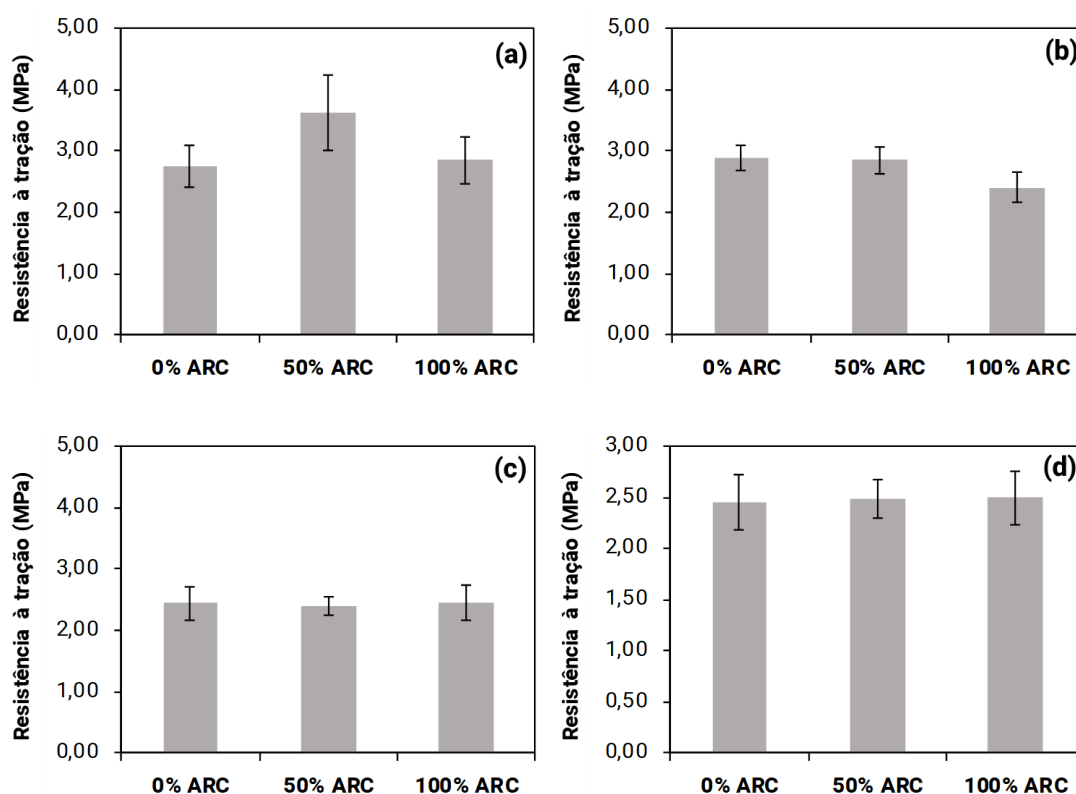 (a)
Resistência à tração (MPa)
5,00
4,00
3,00
2,00
1,00
0,00
0% ARC 50% ARC 100% ARC
(b)
Resistência à tração (MPa)
5,00
4,00
3,00
2,00
1,00
0,00
0% ARC 50% ARC 100% ARC
(c)
Resistência à tração (MPa)
5,00
4,00
3,00
2,00
1,00
0,00
0% ARC 50% ARC 100% ARC
(d)
Resistência à tração (MPa)
3,00
2,50
2,00
1,50
1,00
0,50
0,00
0% ARC 50% ARC 100% ARC